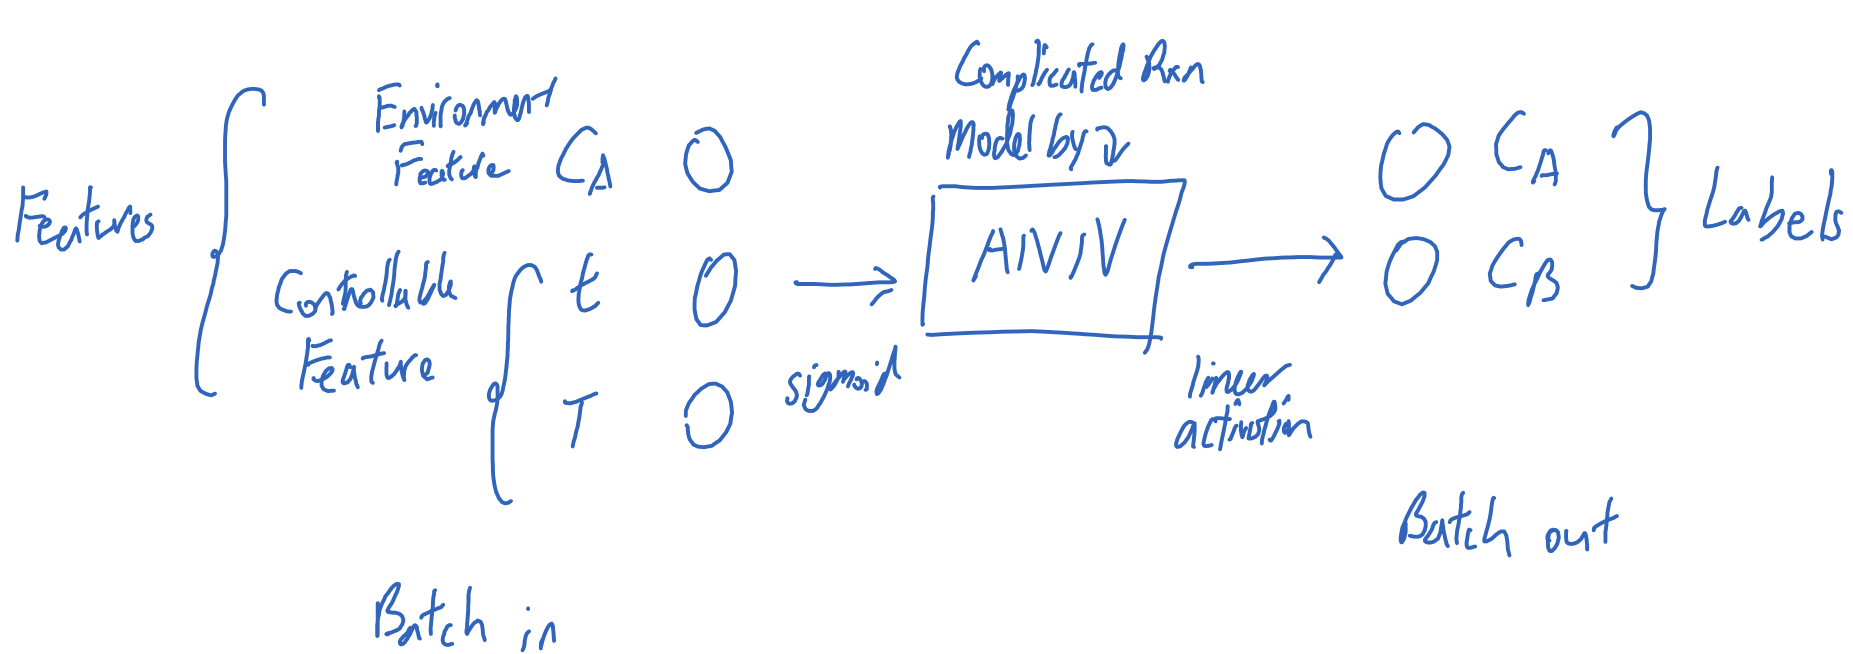 Features
Environment
Feature
C_A
Controllable
Feature
t
T
Batch in
sigmoid
Complicated Rxn
Model by
ANN
linear
activation
C_A
C_B
Labels
Batch out